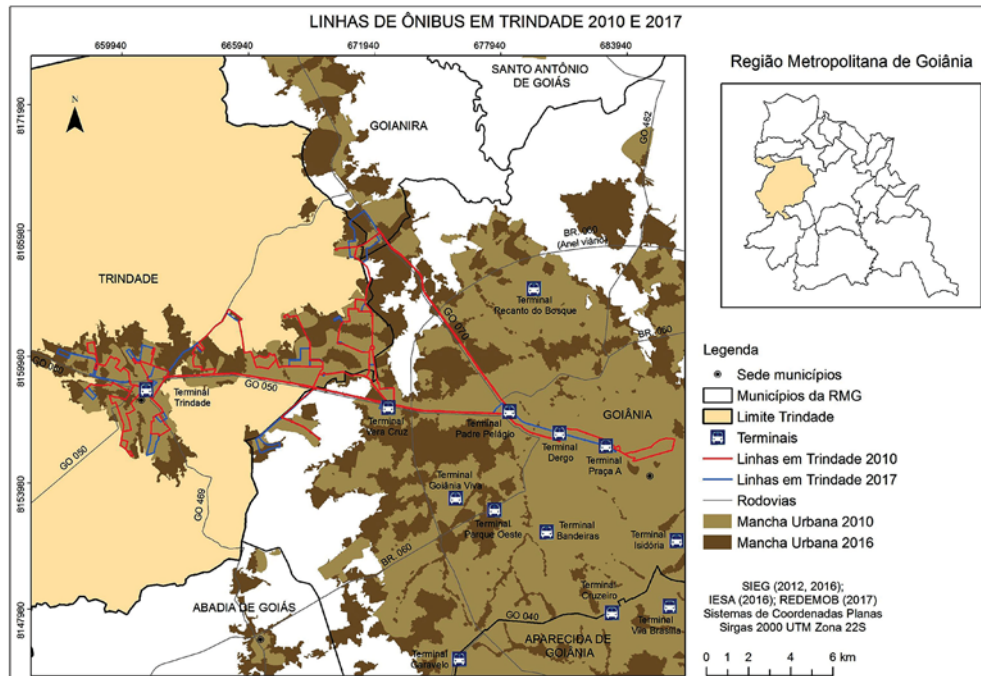 LINHAS DE ÔNIBUS EM TRINDADE 2010 E 2017
659940
665940
671940
677940
683940
8171980
8165980
8159980
8153980
8147980
N
SANTO ANTÔNIO
DE GOIÁS
GOIANIRA
GO 462
BR. 060
(Anel viário)
TRINDADE
Terminal
Recanto do Bosque
GO 070
BR. 060
GO 060
GO 050
Terminal
Trindade
Terminal
Vera Cruz
Terminal
Padre Pelágio
GOIÂNIA
Terminal
Dergo
Terminal
Praça A
GO 050
GO 469
Terminal
Goiânia Viva
Terminal
Parque Oeste
Terminal
Bandeiras
Terminal
Isidória
BR. 060
Terminal
Cruzeiro
Terminal
Vila Brasília
ABADIA DE GOIÁS
GO 040
APARECIDA DE
GOIÂNIA
Terminal
Garavelo
Região Metropolitana de Goiânia
Legenda
Sede municípios
Municípios da RMG
Limite Trindade
Terminais
Linhas em Trindade 2010
Linhas em Trindade 2017
Rodovias
Mancha Urbana 2010
Mancha Urbana 2016
SIEG (2012, 2016);
IESA (2016); REDEMOB (2017)
Sistemas de Coordenadas Planas
Sirgas 2000 UTM Zona 22S
0 2 4 6 km